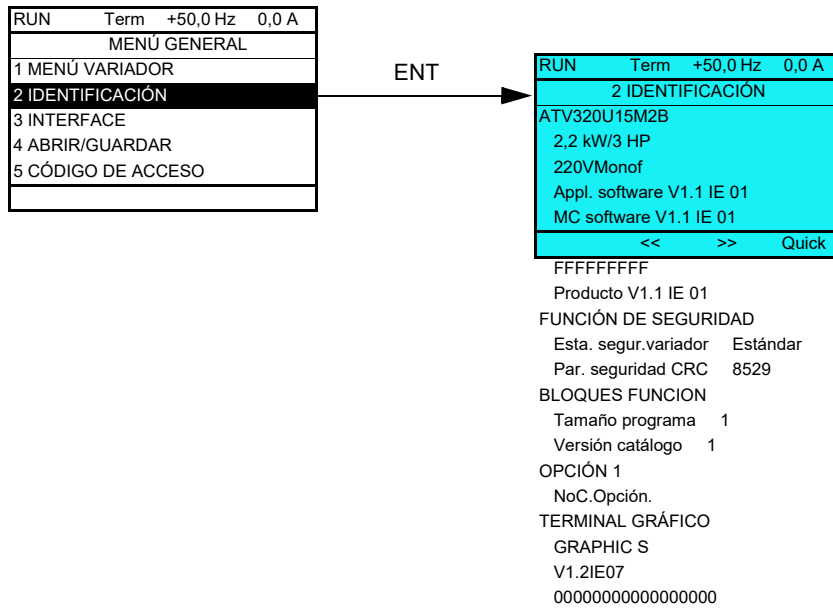 RUN Term +50,0 Hz 0,0 A
MENÚ GENERAL
1 MENÚ VARIADOR
2 IDENTIFICACIÓN
3 INTERFACE
4 ABRIR/GUARDAR
5 CÓDIGO DE ACCESO
ENT
RUN Term +50,0 Hz 0,0 A
2 IDENTIFICACIÓN
ATV320U15M2B
2,2 kW/3 HP
220VMonof
Appl. software V1.1 IE 01
MC software V1.1 IE 01
<< >> Quick
FFFFFFFFF
Producto V1.1 IE 01
FUNCIÓN DE SEGURIDAD
Esta. segur.variador Estándar
Par. seguridad CRC 8529
BLOQUES FUNCION
Tamaño programa 1
Versión catálogo 1
OPCIÓN 1
NoC.Opción.
TERMINAL GRÁFICO
GRAPHIC S
V1.2IE07
00000000000000000